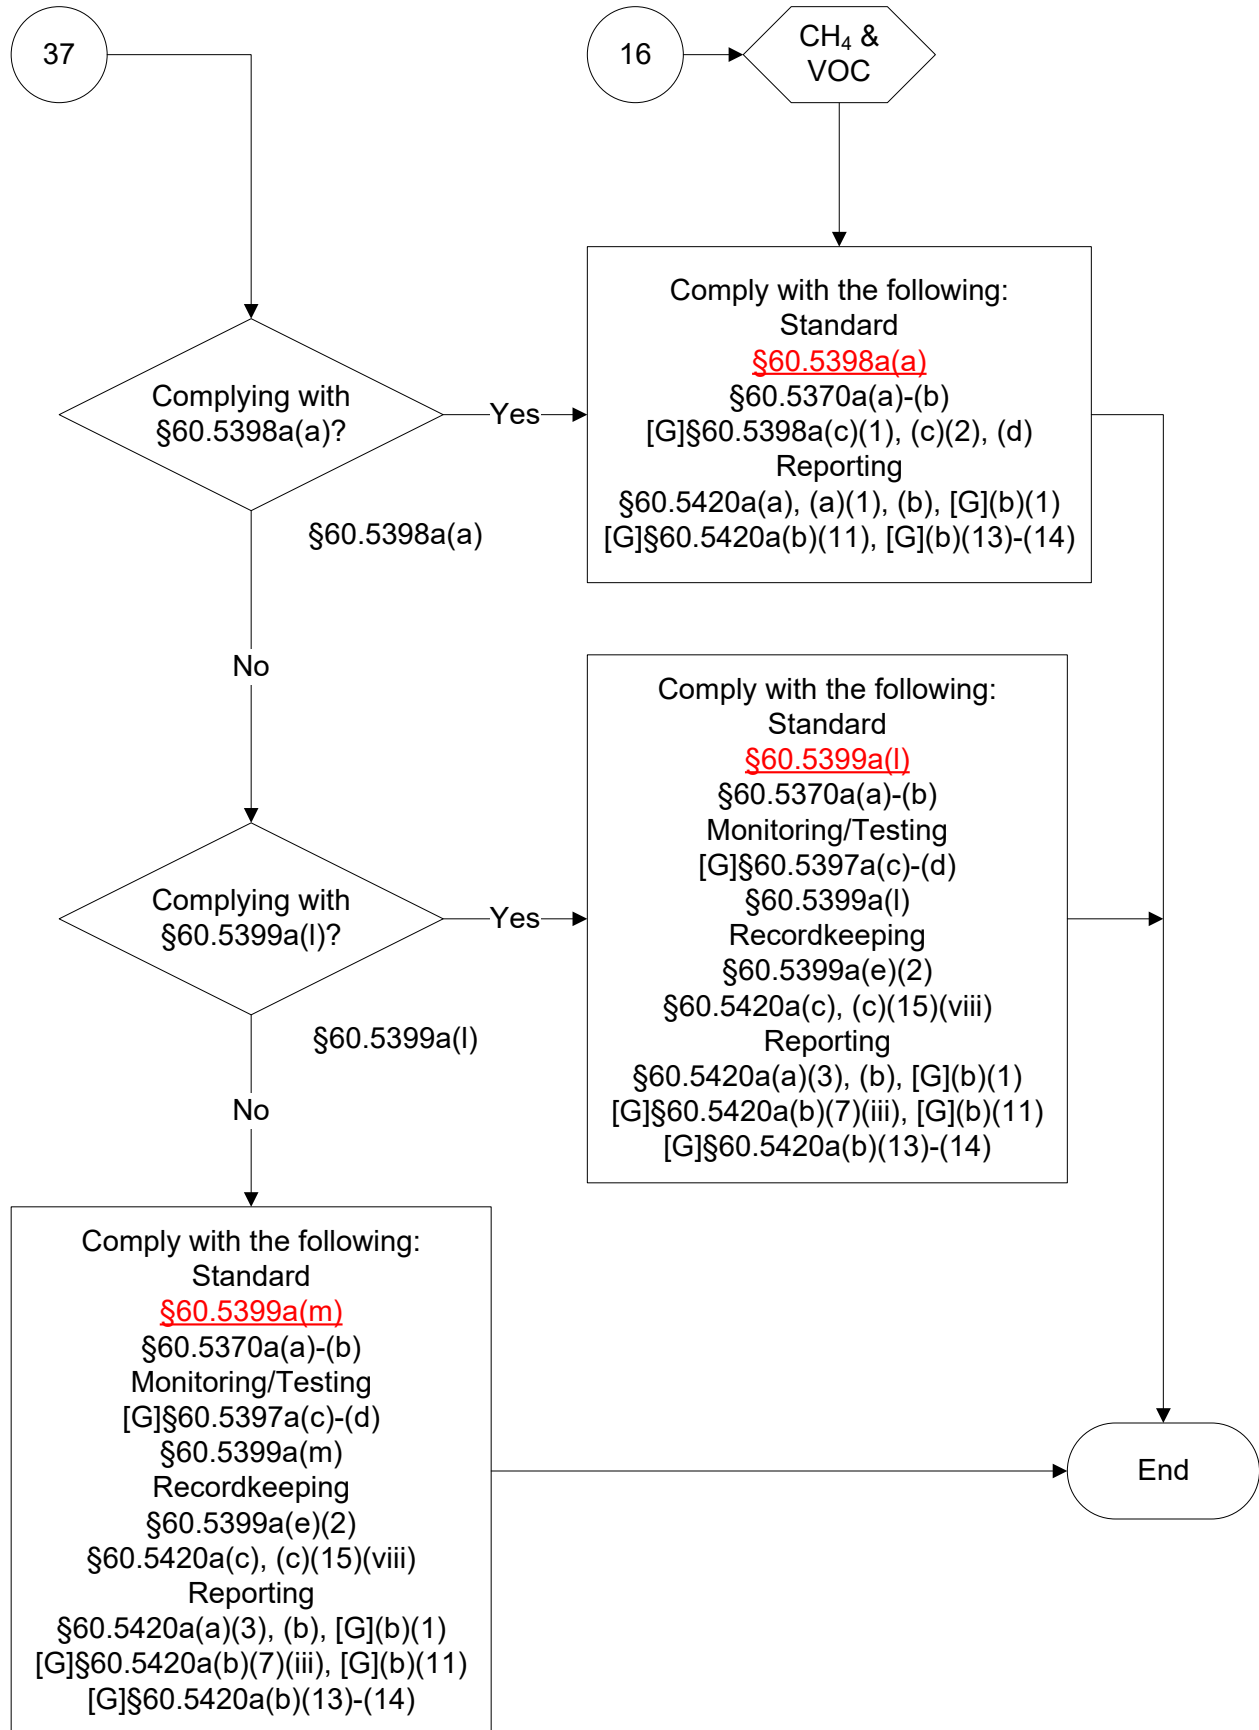 37
16
CH₄ &
VOC
Complying with
§60.5398a(a)?
Yes
§60.5398a(a)
No
Comply with the following:
Standard
§60.5398a(a)
§60.5370a(a)-(b)
[G]§60.5398a(c)(1), (c)(2), (d)
Reporting
§60.5420a(a), (a)(1), (b), [G](b)(1)
[G]§60.5420a(b)(11), [G](b)(13)-(14)
Complying with
§60.5399a(l)?
Yes
§60.5399a(l)
No
Comply with the following:
Standard
§60.5399a(l)
§60.5370a(a)-(b)
Monitoring/Testing
[G]§60.5397a(c)-(d)
§60.5399a(l)
Recordkeeping
§60.5399a(e)(2)
§60.5420a(c), (c)(15)(viii)
Reporting
§60.5420a(a)(3), (b), [G](b)(1)
[G]§60.5420a(b)(7)(iii), [G](b)(11)
[G]§60.5420a(b)(13)-(14)
Comply with the following:
Standard
§60.5399a(m)
§60.5370a(a)-(b)
Monitoring/Testing
[G]§60.5397a(c)-(d)
§60.5399a(m)
Recordkeeping
§60.5399a(e)(2)
§60.5420a(c), (c)(15)(viii)
Reporting
§60.5420a(a)(3), (b), [G](b)(1)
[G]§60.5420a(b)(7)(iii), [G](b)(11)
[G]§60.5420a(b)(13)-(14)
End